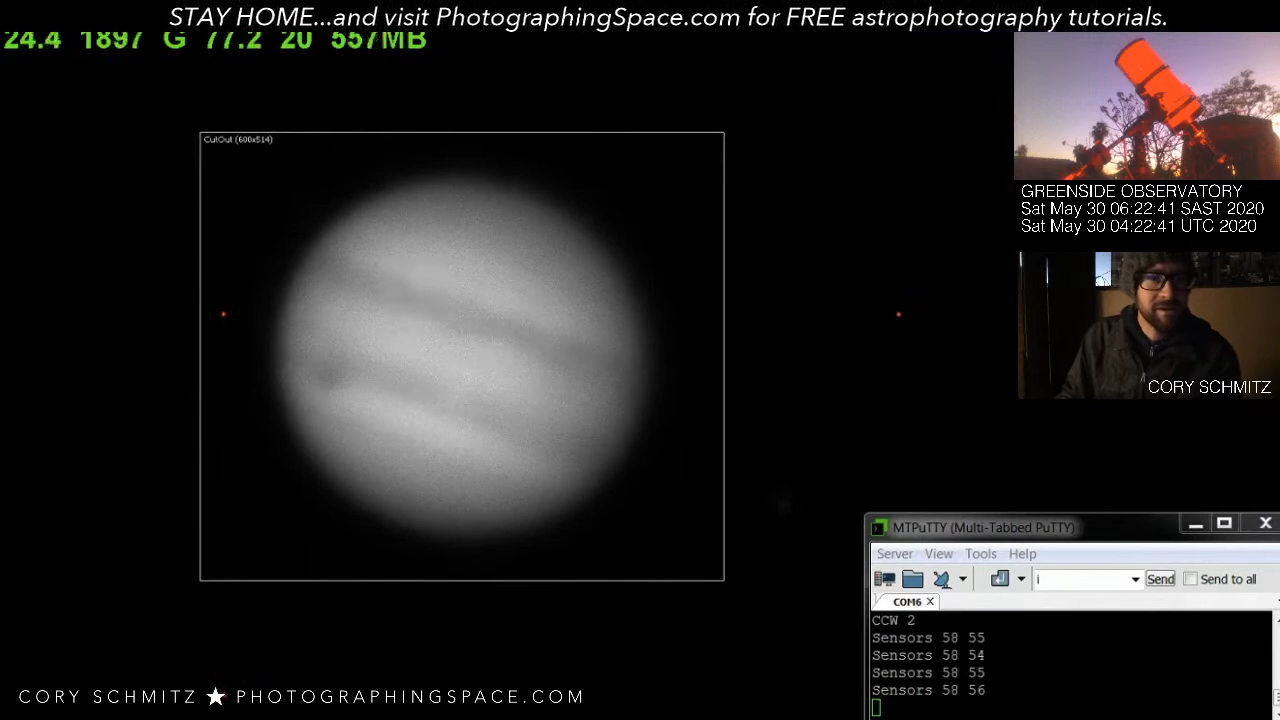 STAY HOME...and visit PhotographingSpace.com for FREE astrophotography tutorials.
24.4 1897 G 77.2 20 557MB
CutOut (600x514)
GREENSIDE OBSERVATORY
Sat May 30 06:22:41 SAST 2020
Sat May 30 04:22:41 UTC 2020
CORY SCHMITZ
MTPuTTY (Multi-Tabbed PuTTY)
Server View Tools Help
i Send Send to all
COM6
CCW 2
Sensors 58 55
Sensors 58 54
Sensors 58 55
Sensors 58 56
CORY SCHMITZ ★ PHOTOGRAPHINGSPACE.COM